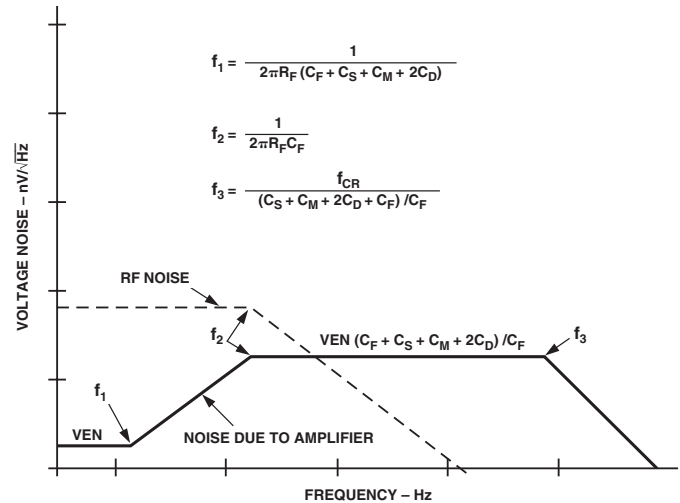 f1 = 1 / 2πRF (CF + CS + CM + 2CD)
f2 = 1 / 2πRFCF
f3 = fCR / (CS + CM + 2CD + CF) /CF
VOLTAGE NOISE – nV/√Hz
RF NOISE
f2
VEN (CF + CS + CM + 2CD) /CF
f3
f1
VEN
NOISE DUE TO AMPLIFIER
FREQUENCY – Hz